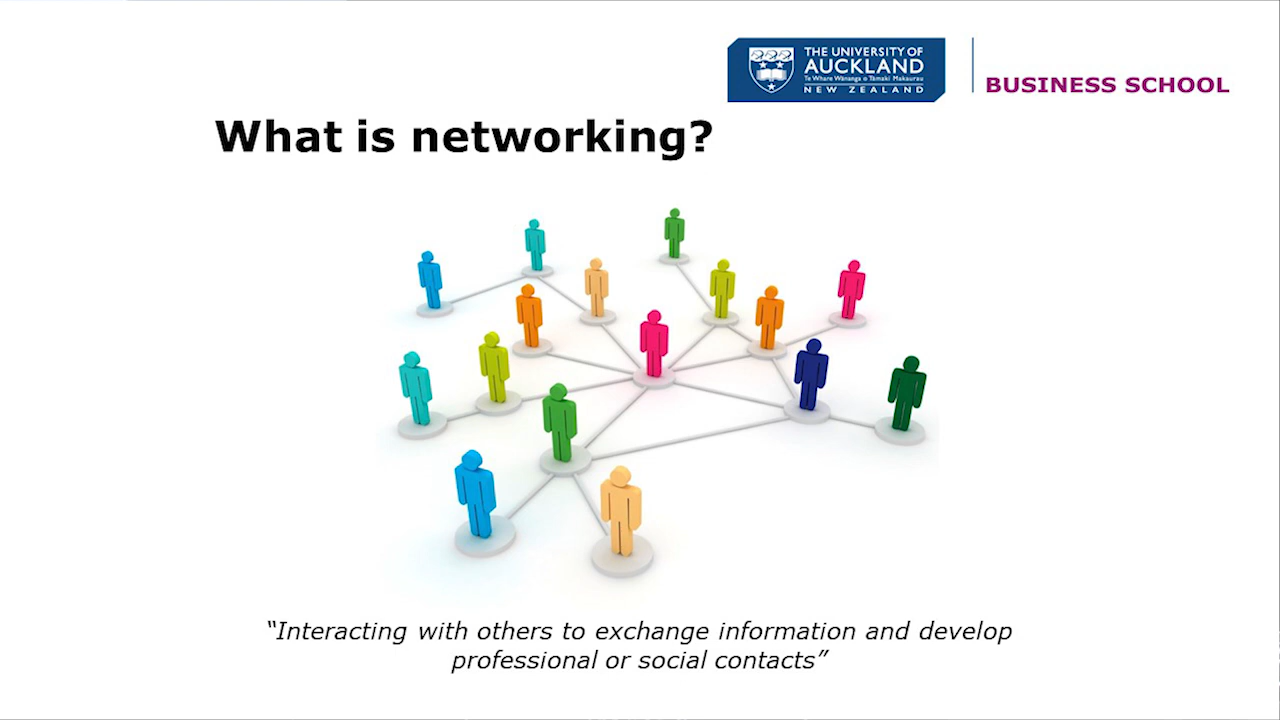 THE UNIVERSITY OF
AUCKLAND
Te Whare Wānanga o Tāmaki Makaurau
NEW ZEALAND
BUSINESS SCHOOL
What is networking?
“Interacting with others to exchange information and develop
professional or social contacts”